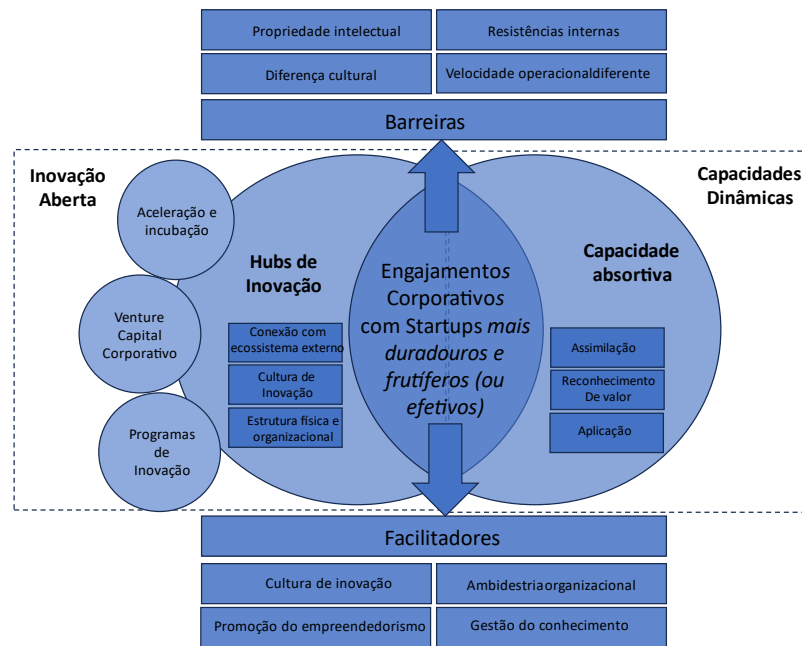 Propriedade intelectual
Resistências internas
Diferença cultural
Velocidade operacionaldiferente
Barreiras
Inovação
Aberta
Capacidades
Dinâmicas
Aceleração e
incubação
Venture
Capital
Corporativo
Programas
de
Inovação
Hubs de
Inovação
Conexão com
ecossistema externo
Cultura de
Inovação
Estrutura física e
organizacional
Engajamentos
Corporativos
com Startups mais
duradouros e
frutíferos (ou
efetivos)
Capacidade
absortiva
Assimilação
Reconhecimento
De valor
Aplicação
Facilitadores
Cultura de inovação
Ambidestriaorganizacional
Promoção do empreendedorismo
Gestão do conhecimento